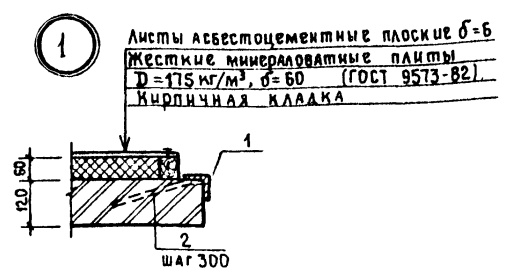 1
Листы асбестоцементные плоские б=6
Жесткие минераловатные плиты
D=175 кг/м³, б=60 (ГОСТ 9573-82).
Кирпичная кладка
1
60
120
2
шаг 300